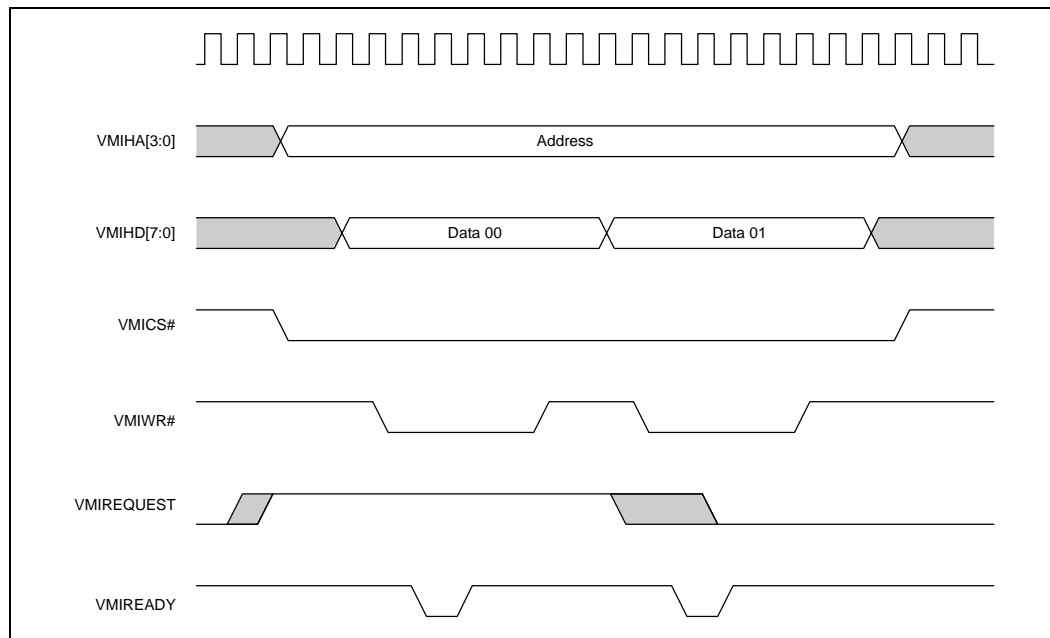 VMIHA[3:0]
Address
VMIHD[7:0]
Data 00
Data 01
VMICS#
VMIWR#
VMIREQUEST
VMIREADY